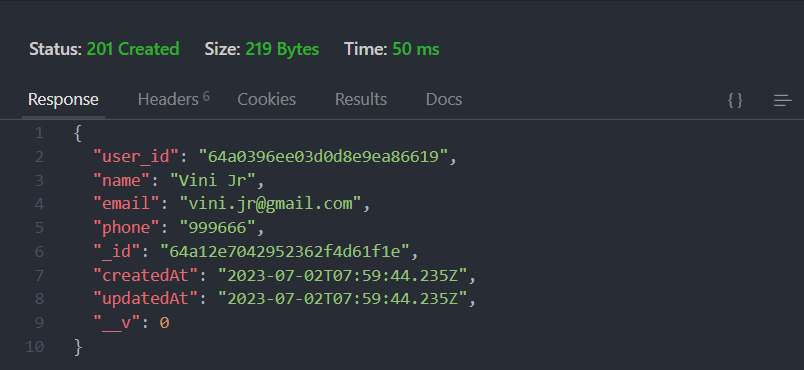 Status: 201 Created Size: 219 Bytes Time: 50 ms
Response Headers 6 Cookies Results Docs { }
1 {
2 "user_id": "64a0396ee03d0d8e9ea86619",
3 "name": "Vini Jr",
4 "email": "vini.jr@gmail.com",
5 "phone": "999666",
6 "_id": "64a12e7042952362f4d61f1e",
7 "createdAt": "2023-07-02T07:59:44.235Z",
8 "updatedAt": "2023-07-02T07:59:44.235Z",
9 "__v": 0
10 }